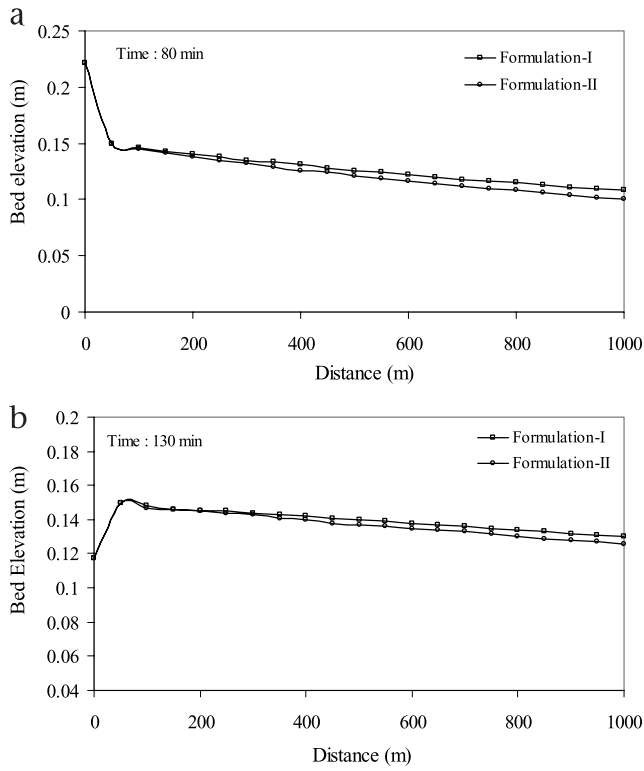 a
Time : 80 min
Formulation-I
Formulation-II
Bed elevation (m)
0.25
0.2
0.15
0.1
0.05
0
0 200 400 600 800 1000
Distance (m)
b
Time : 130 min
Formulation-I
Formulation-II
Bed Elevation (m)
0.2
0.18
0.16
0.14
0.12
0.1
0.08
0.06
0.04
0 200 400 600 800 1000
Distance (m)